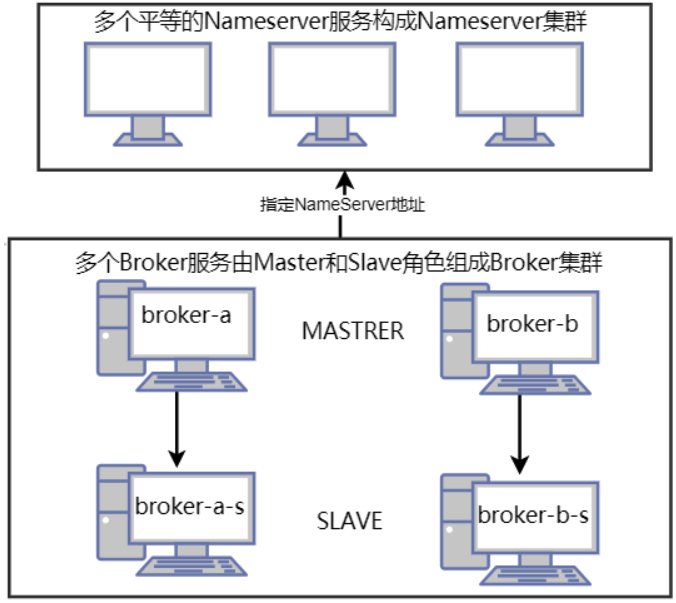 多个平等的Nameserver服务构成Nameserver集群
指定NameServer地址
多个Broker服务由Master和Slave角色组成Broker集群
broker-a
MASTRER
broker-b
broker-a-s
SLAVE
broker-b-s